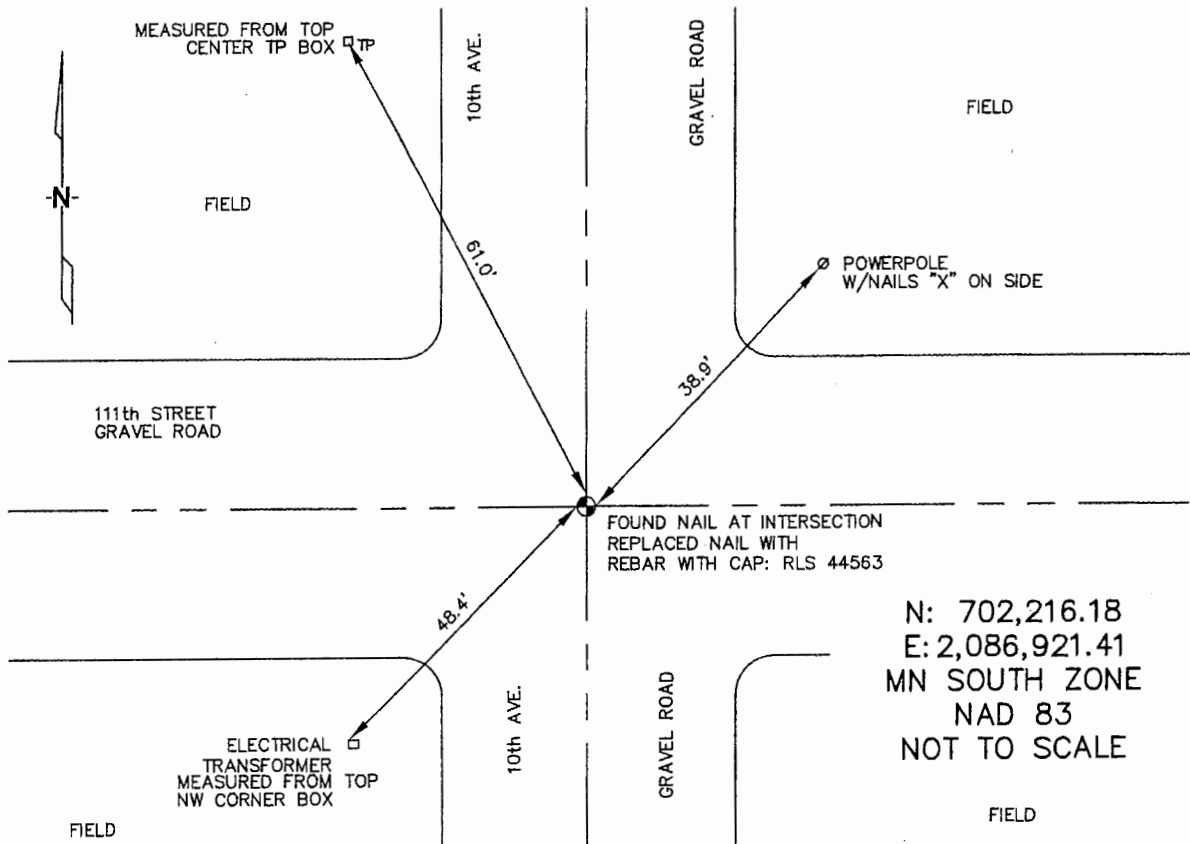 MEASURED FROM TOP
CENTER TP BOX
TP
10th AVE.
GRAVEL ROAD
FIELD
N
FIELD
61.0'
POWERPOLE
W/NAILS "X" ON SIDE
38.9'
111th STREET
GRAVEL ROAD
FOUND NAIL AT INTERSECTION
REPLACED NAIL WITH
REBAR WITH CAP: RLS 44563
48.4'
N: 702,216.18
E: 2,086,921.41
MN SOUTH ZONE
NAD 83
NOT TO SCALE
10th AVE.
GRAVEL ROAD
ELECTRICAL
TRANSFORMER
MEASURED FROM TOP
NW CORNER BOX
FIELD
FIELD